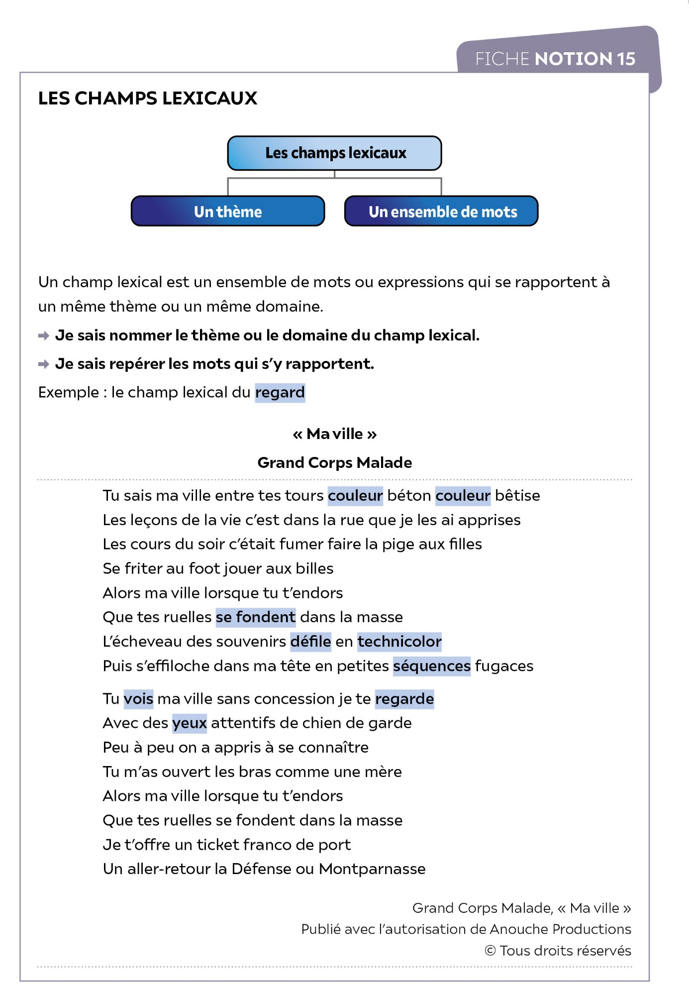 FICHE NOTION 15
LES CHAMPS LEXICAUX
Les champs lexicaux
Un thème
Un ensemble de mots
Un champ lexical est un ensemble de mots ou expressions qui se rapportent à
un même thème ou un même domaine.
➡ Je sais nommer le thème ou le domaine du champ lexical.
➡ Je sais repérer les mots qui s’y rapportent.
Exemple : le champ lexical du regard
« Ma ville »
Grand Corps Malade
Tu sais ma ville entre tes tours couleur béton couleur bêtise
Les leçons de la vie c’est dans la rue que je les ai apprises
Les cours du soir c’était fumer faire la pige aux filles
Se friter au foot jouer aux billes
Alors ma ville lorsque tu t’endors
Que tes ruelles se fondent dans la masse
L’écheveau des souvenirs défile en technicolor
Puis s’effiloche dans ma tête en petites séquences fugaces
Tu vois ma ville sans concession je te regarde
Avec des yeux attentifs de chien de garde
Peu à peu on a appris à se connaître
Tu m’as ouvert les bras comme une mère
Alors ma ville lorsque tu t’endors
Que tes ruelles se fondent dans la masse
Je t’offre un ticket franco de port
Un aller-retour la Défense ou Montparnasse
Grand Corps Malade, « Ma ville »
Publié avec l’autorisation de Anouche Productions
© Tous droits réservés